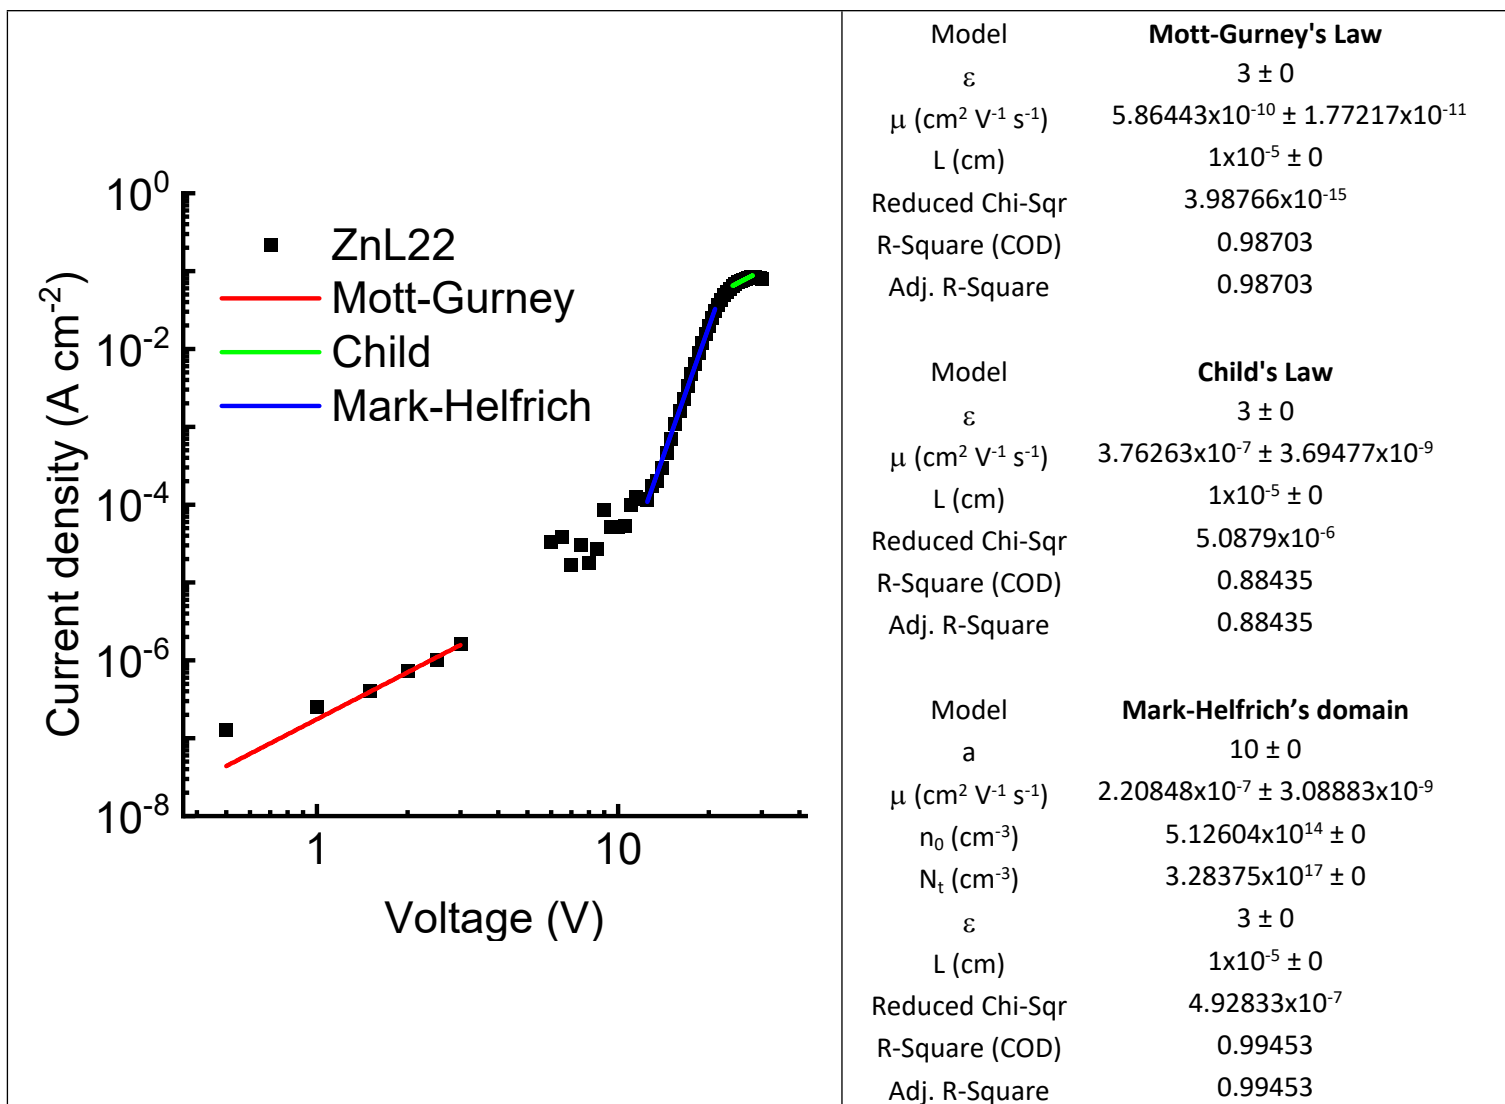 10⁰
10⁻²
10⁻⁴
10⁻⁶
10⁻⁸
Current density (A cm⁻²)
ZnL22
Mott-Gurney
Child
Mark-Helfrich
1 10
Voltage (V)
Model Mott-Gurney's Law
ε 3 ± 0
μ (cm² V⁻¹ s⁻¹) 5.86443x10⁻¹⁰ ± 1.77217x10⁻¹¹
L (cm) 1x10⁻⁵ ± 0
Reduced Chi-Sqr 3.98766x10⁻¹⁵
R-Square (COD) 0.98703
Adj. R-Square 0.98703
Model Child's Law
ε 3 ± 0
μ (cm² V⁻¹ s⁻¹) 3.76263x10⁻⁷ ± 3.69477x10⁻⁹
L (cm) 1x10⁻⁵ ± 0
Reduced Chi-Sqr 5.0879x10⁻⁶
R-Square (COD) 0.88435
Adj. R-Square 0.88435
Model Mark-Helfrich’s domain
a 10 ± 0
μ (cm² V⁻¹ s⁻¹) 2.20848x10⁻⁷ ± 3.08883x10⁻⁹
n₀ (cm⁻³) 5.12604x10¹⁴ ± 0
Nₜ (cm⁻³) 3.28375x10¹⁷ ± 0
ε 3 ± 0
L (cm) 1x10⁻⁵ ± 0
Reduced Chi-Sqr 4.92833x10⁻⁷
R-Square (COD) 0.99453
Adj. R-Square 0.99453